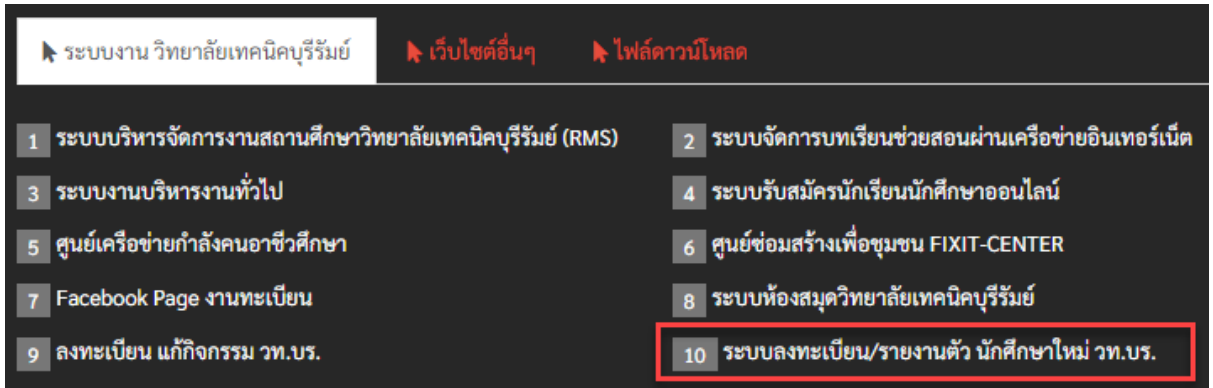 ระบบงาน วิทยาลัยเทคนิคบุรีรัมย์ เว็บไซต์อื่นๆ ไฟล์ดาวน์โหลด
1 ระบบบริหารจัดการงานสถานศึกษาวิทยาลัยเทคนิคบุรีรัมย์ (RMS) 2 ระบบจัดการบทเรียนช่วยสอนผ่านเครือข่ายอินเทอร์เน็ต
3 ระบบงานบริหารงานทั่วไป 4 ระบบรับสมัครนักเรียนนักศึกษาออนไลน์
5 ศูนย์เครือข่ายกำลังคนอาชีวศึกษา 6 ศูนย์ซ่อมสร้างเพื่อชุมชน FIXIT-CENTER
7 Facebook Page งานทะเบียน 8 ระบบห้องสมุดวิทยาลัยเทคนิคบุรีรัมย์
9 ลงทะเบียน แก้กิจกรรม วท.บร. 10 ระบบลงทะเบียน/รายงานตัว นักศึกษาใหม่ วท.บร.